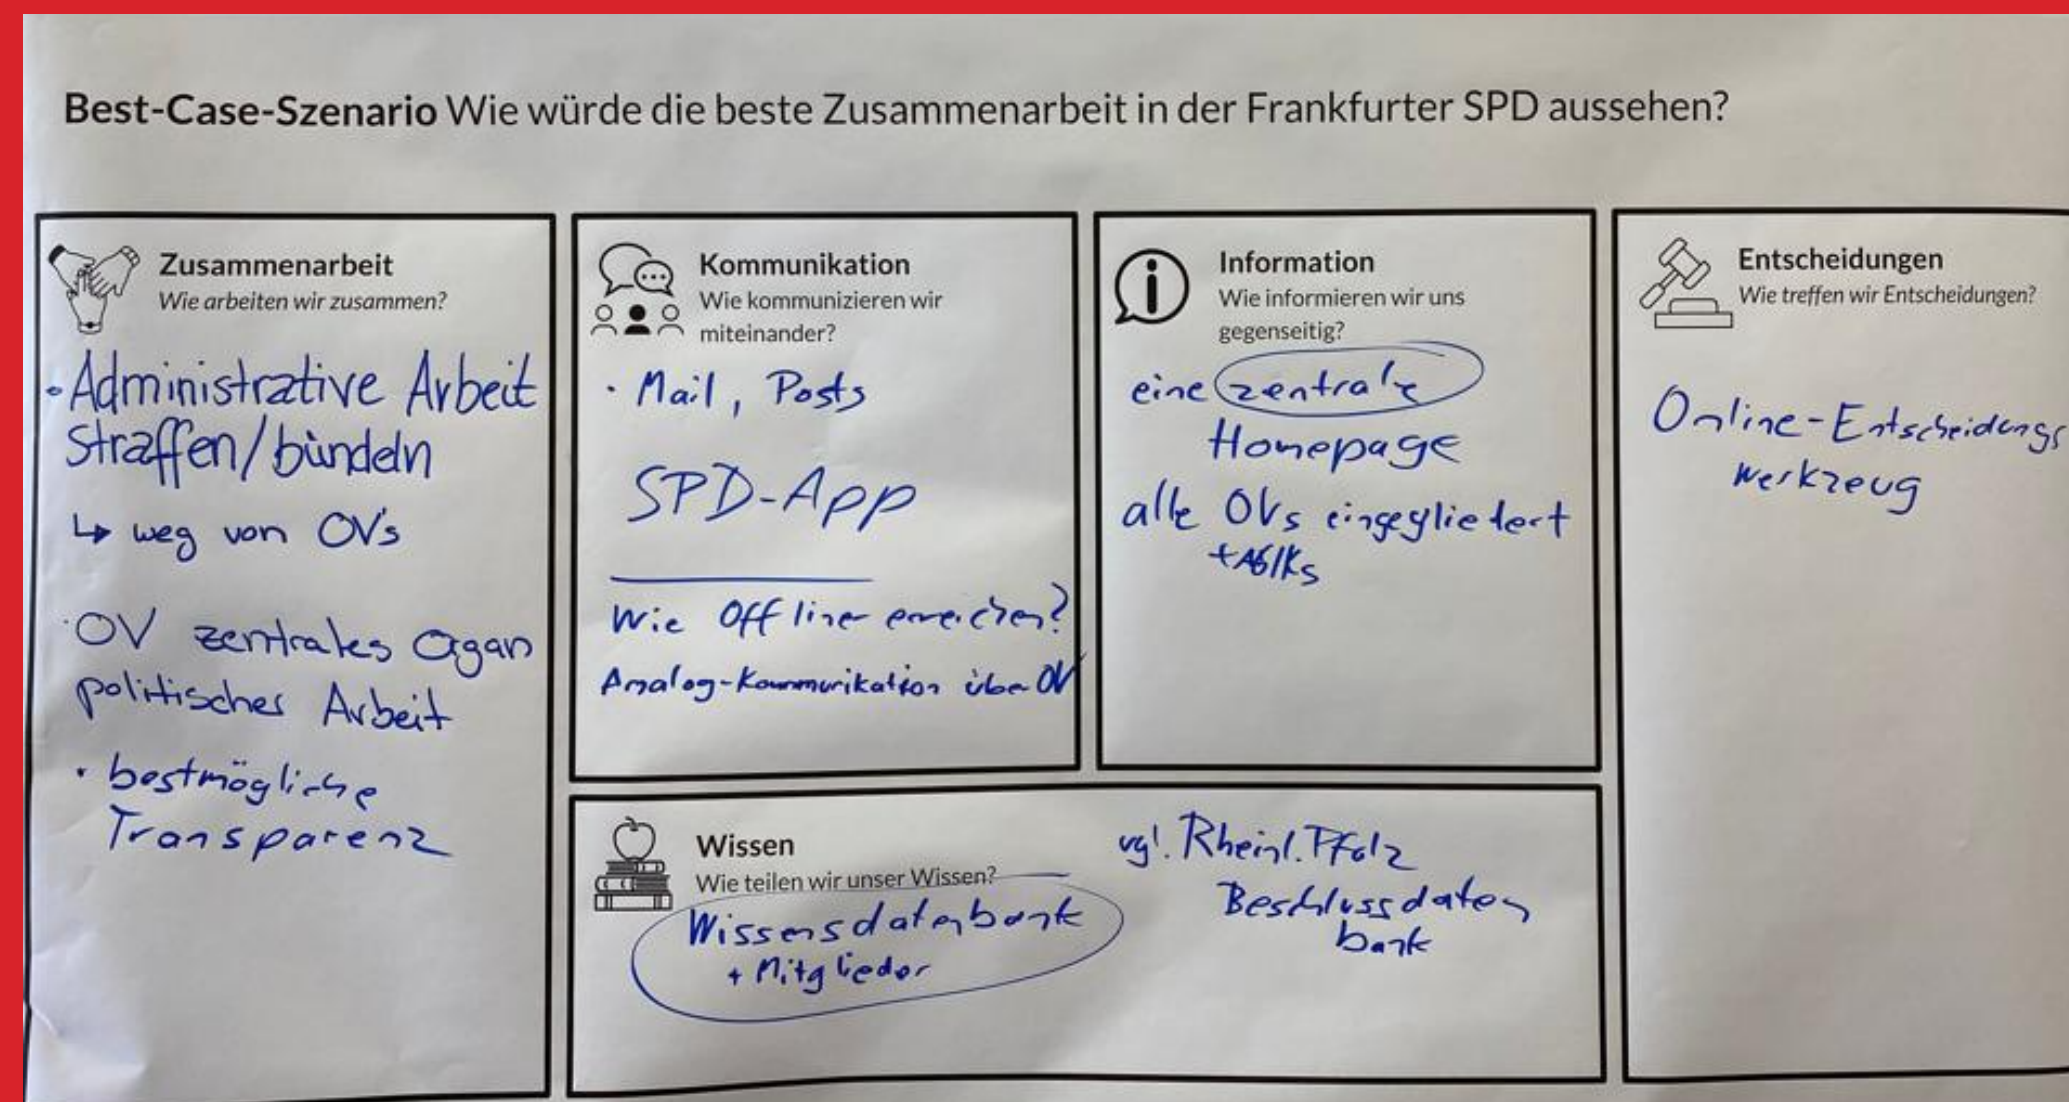 Best-Case-Szenario Wie würde die beste Zusammenarbeit in der Frankfurter SPD aussehen?
Zusammenarbeit
Wie arbeiten wir zusammen?
• Administrative Arbeit
straffen/bündeln
↳ weg von OV's
· OV zentrales Ogan
politischer Arbeit
· bestmögliche
Transparenz
Kommunikation
Wie kommunizieren wir
miteinander?
· Mail, Posts
SPD-App
Wie Offliner erreichen?
Analog-Kommunikation über OV
Information
Wie informieren wir uns
gegenseitig?
eine zentrale
Homepage
alle OVs eingegliedert
Entscheidungen
Wie treffen wir Entscheidungen?
Online-Entscheidungs
werkzeug
Wissen
Wie teilen wir unser Wissen?
Wissensdatenbank
+ Mitglieder
vgl. Rheinl. Pfalz
Beschlussdaten
bank